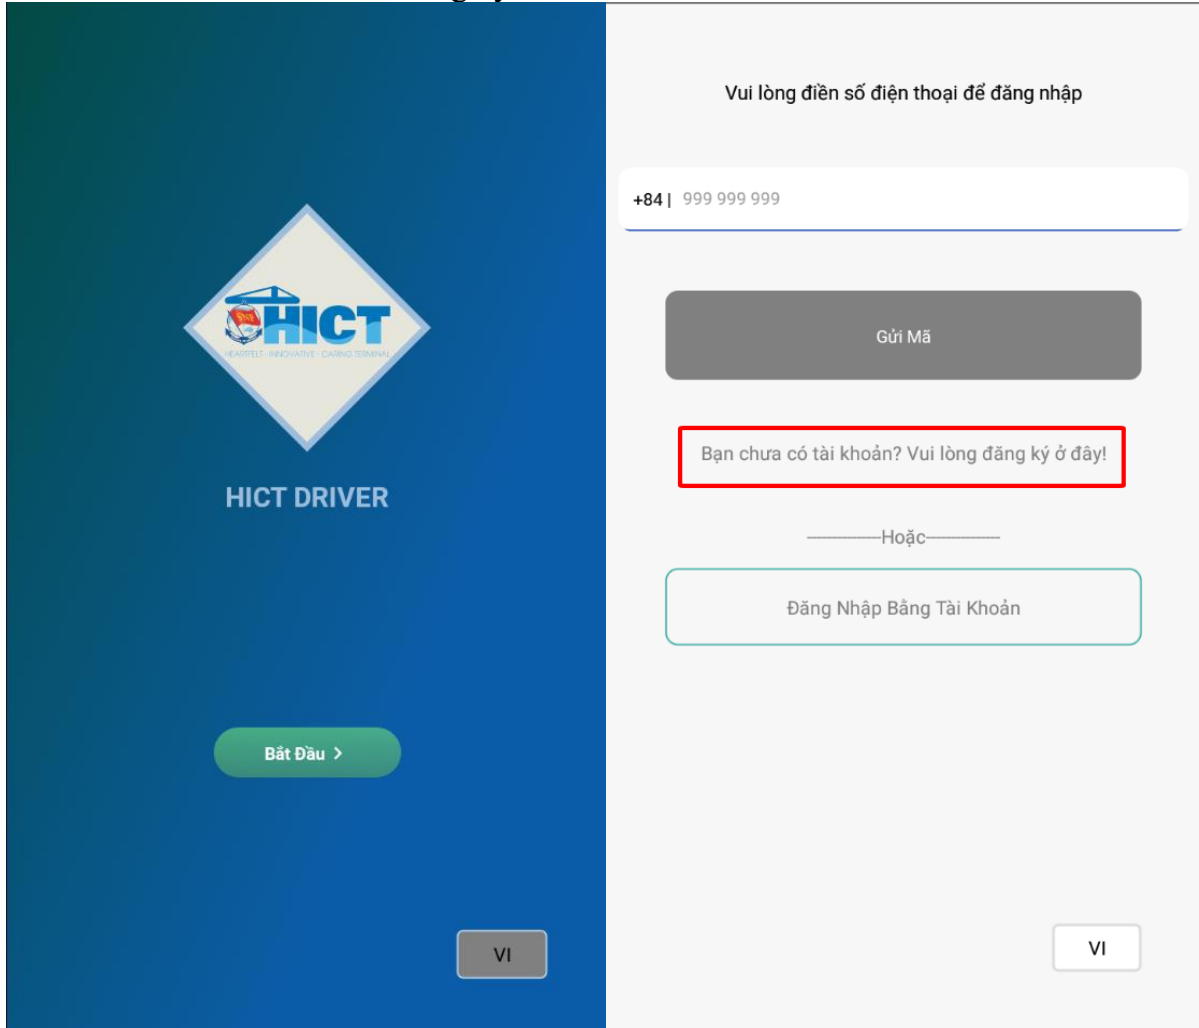 HICT
HEARTFELT - INNOVATIVE - CARING TERMINAL
HICT DRIVER
Bắt Đầu >
VI
Vui lòng điền số điện thoại để đăng nhập
+84 | 999 999 999
Gửi Mã
Bạn chưa có tài khoản? Vui lòng đăng ký ở đây!
---------------Hoặc---------------
Đăng Nhập Bằng Tài Khoản
VI